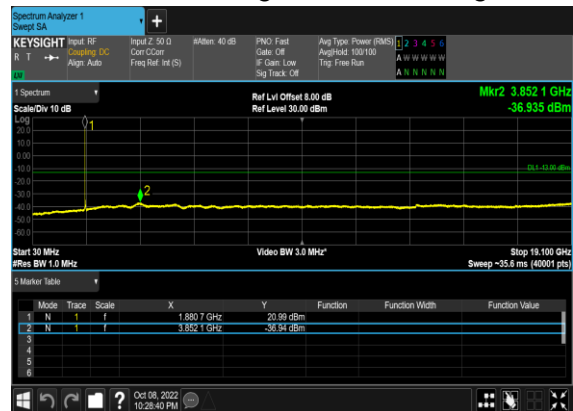 Spectrum Analyzer 1
Swept SA
+
KEYSIGHT Input: RF Input Z: 50 Ω #Atten: 40 dB PNO: Fast Avg Type: Power (RMS) 1 2 3 4 5 6
R T Coupling: DC Corr CCorr Gate: Off Avg|Hold: 100/100 A W W W W W
Align: Auto Freq Ref: Int (S) IF Gain: Low Trig: Free Run
LW Sig Track: Off A N N N N N
1 Spectrum Ref Lvl Offset 8.00 dB Mkr2 3.852 1 GHz
Scale/Div 10 dB Ref Level 30.00 dBm -36.935 dBm
Log
20.0
10.0
0.00
-10.0
-20.0
-30.0
-40.0
-50.0
-60.0
1
2
DL1 -13.00 dBm
Start 30 MHz Video BW 3.0 MHz* Stop 19.100 GHz
#Res BW 1.0 MHz Sweep ~35.6 ms (40001 pts)
5 Marker Table
Mode Trace Scale X Y Function Function Width Function Value
1 N 1 f 1.880 7 GHz 20.99 dBm
2 N 1 f 3.852 1 GHz -36.94 dBm
3
4
5
6
? Oct 08, 2022
10:28:40 PM